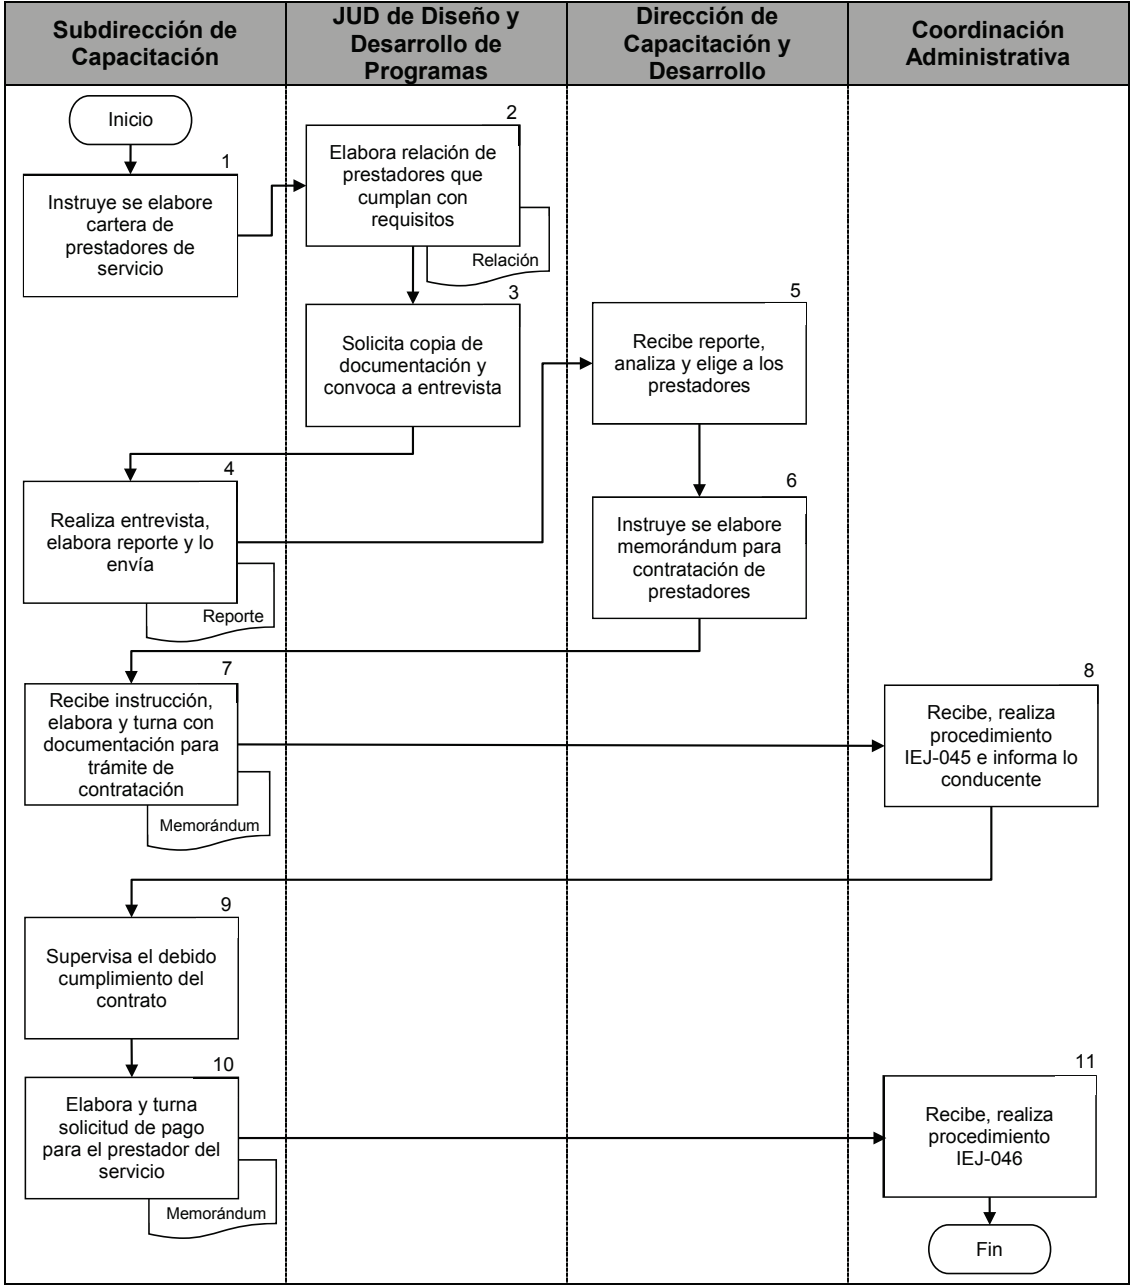 Subdirección de
Capacitación
JUD de Diseño y
Desarrollo de
Programas
Dirección de
Capacitación y
Desarrollo
Coordinación
Administrativa
Inicio
1
Instruye se elabore
cartera de
prestadores de
servicio
2
Elabora relación de
prestadores que
cumplan con
requisitos
Relación
3
Solicita copia de
documentación y
convoca a entrevista
4
Realiza entrevista,
elabora reporte y lo
envía
Reporte
5
Recibe reporte,
analiza y elige a los
prestadores
6
Instruye se elabore
memorándum para
contratación de
prestadores
7
Recibe instrucción,
elabora y turna con
documentación para
trámite de
contratación
Memorándum
8
Recibe, realiza
procedimiento
IEJ-045 e informa lo
conducente
9
Supervisa el debido
cumplimiento del
contrato
10
Elabora y turna
solicitud de pago
para el prestador del
servicio
Memorándum
11
Recibe, realiza
procedimiento
IEJ-046
Fin